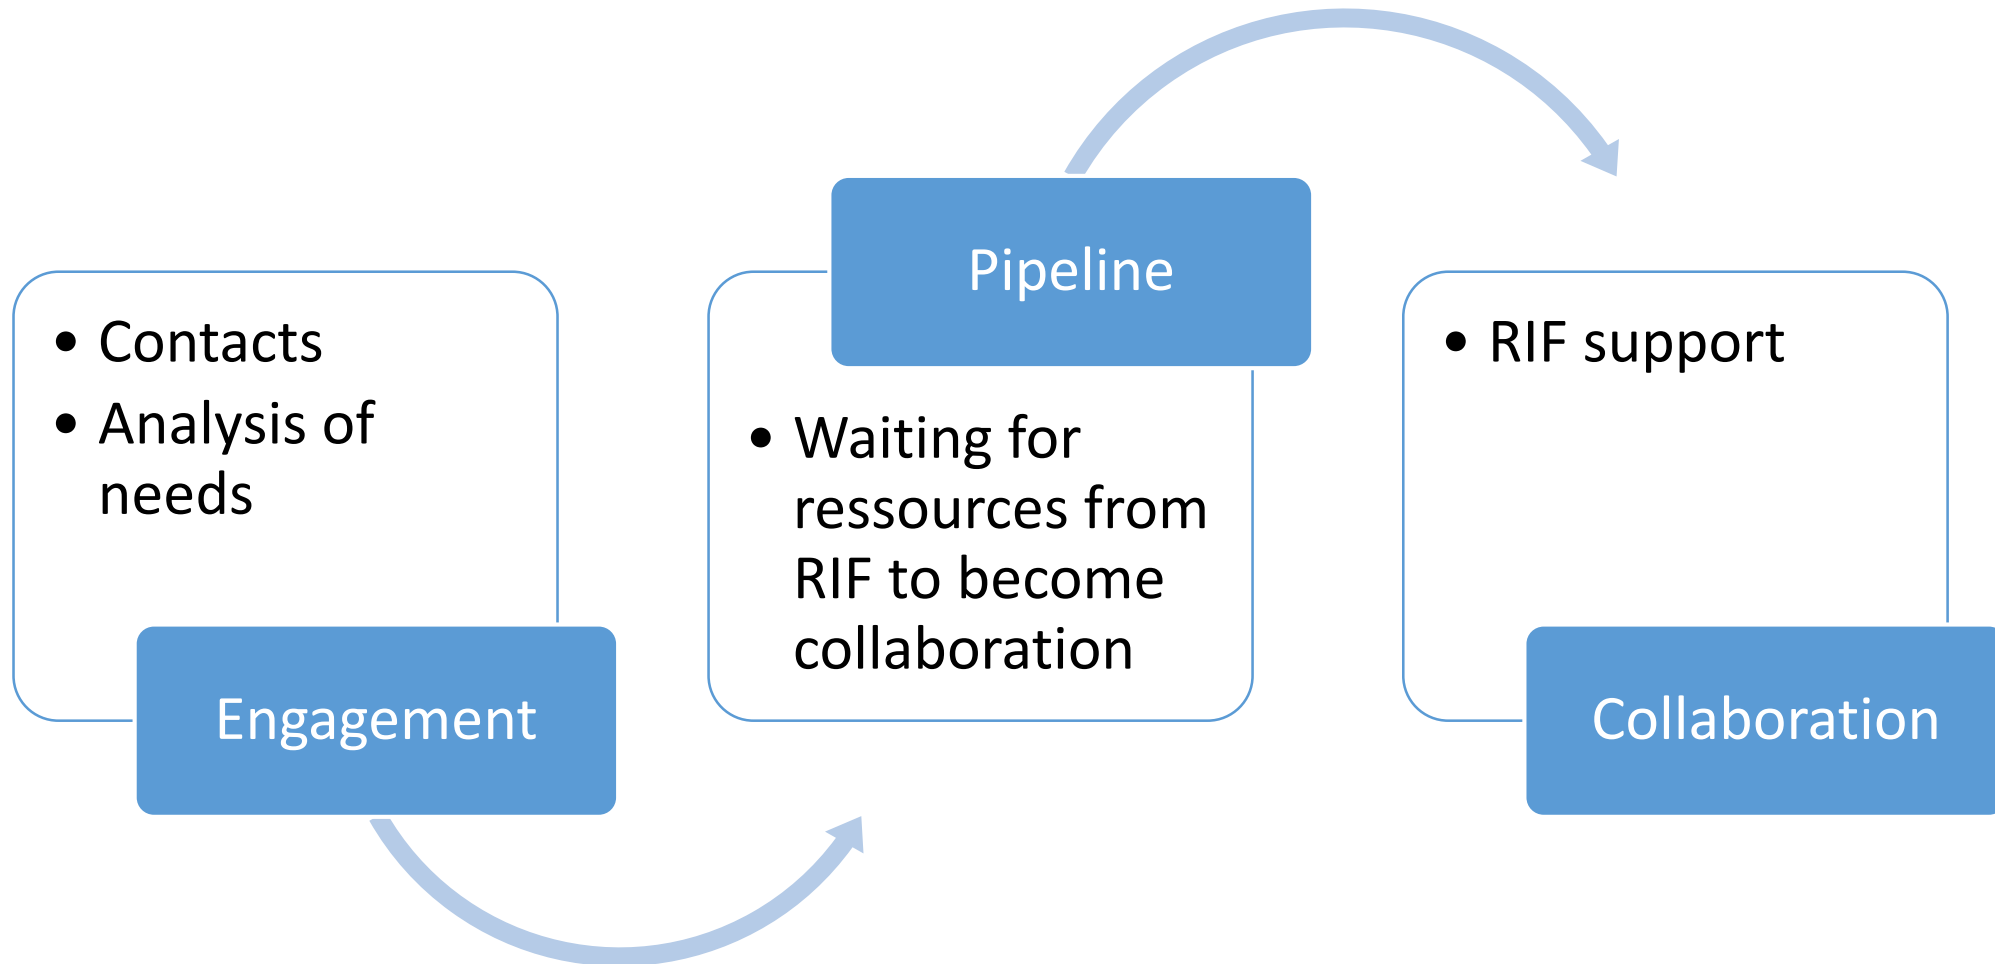 • Contacts
• Analysis of
needs
Engagement
Pipeline
• Waiting for
ressources from
RIF to become
collaboration
• RIF support
Collaboration